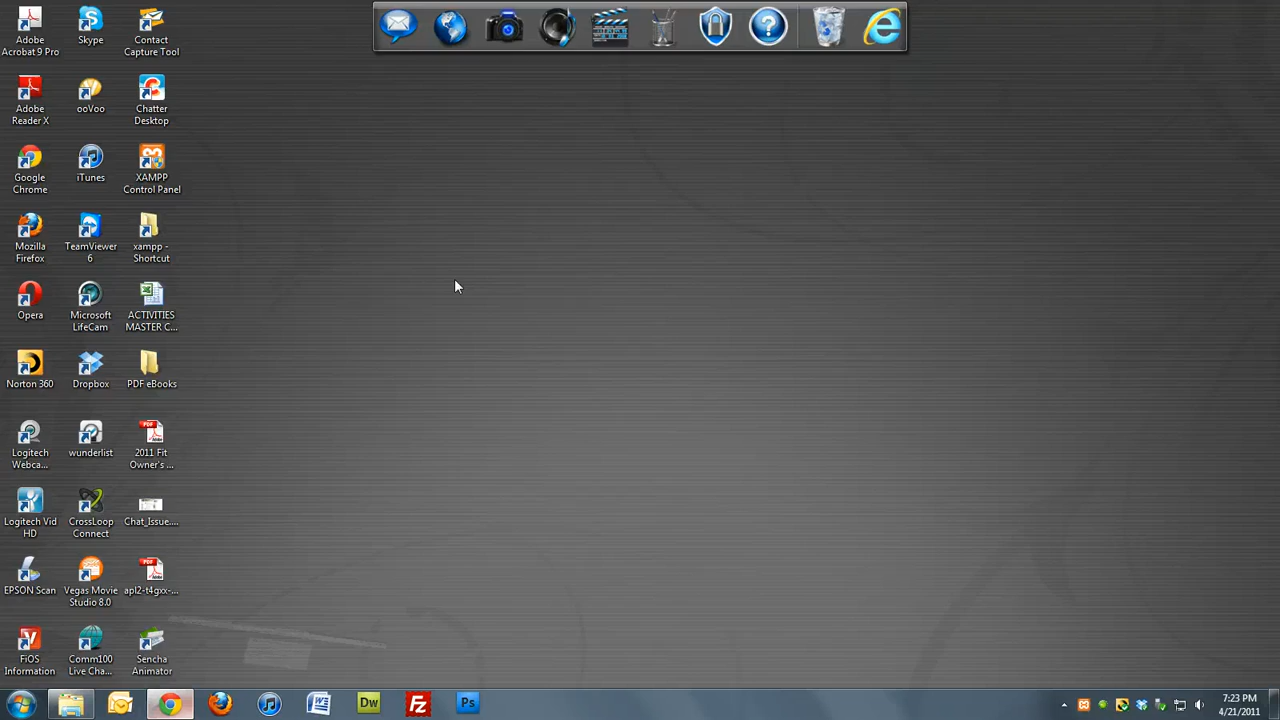 Adobe
Acrobat 9 Pro
Skype
Contact
Capture Tool
Adobe
Reader X
ooVoo
Chatter
Desktop
Google
Chrome
iTunes
XAMPP
Control Panel
Mozilla
Firefox
TeamViewer
6
xampp -
Shortcut
Opera
Microsoft
LifeCam
ACTIVITIES
MASTER C...
Norton 360
Dropbox
PDF eBooks
Logitech
Webca...
wunderlist
2011 Fit
Owner's ...
Logitech Vid
HD
CrossLoop
Connect
Chat_Issue....
EPSON Scan
Vegas Movie
Studio 8.0
apl2-t4gxx-...
FiOS
Information
Comm100
Live Cha...
Sencha
Animator
Dw
Fz
Ps
7:23 PM
4/21/2011